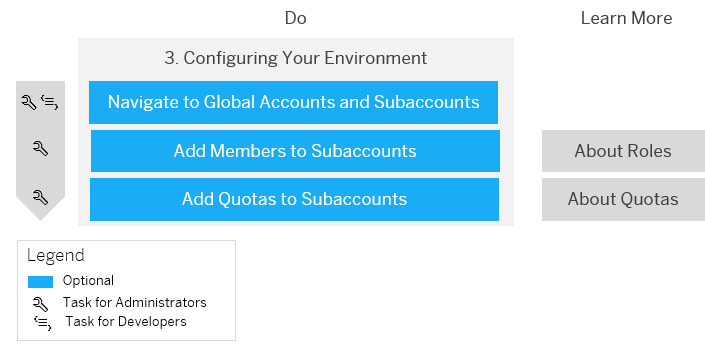 Do
Learn More
3. Configuring Your Environment
Navigate to Global Accounts and Subaccounts
Add Members to Subaccounts
About Roles
Add Quotas to Subaccounts
About Quotas
Legend
Optional
Task for Administrators
Task for Developers